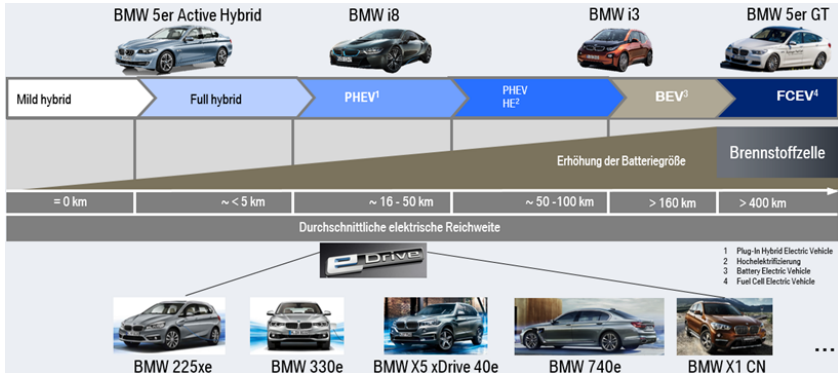 BMW 5er Active Hybrid
BMW i8
BMW i3
BMW 5er GT
Mild hybrid
Full hybrid
PHEV¹
PHEV
HE²
BEV³
FCEV⁴
Erhöhung der Batteriegröße
Brennstoffzelle
= 0 km
~ < 5 km
~ 16 - 50 km
~ 50 -100 km
> 160 km
> 400 km
Durchschnittliche elektrische Reichweite
eDrive
1 Plug-In Hybrid Electric Vehicle
2 Hochelektrifizierung
3 Battery Electric Vehicle
4 Fuel Cell Electric Vehicle
BMW 225xe
BMW 330e
BMW X5 xDrive 40e
BMW 740e
BMW X1 CN
...